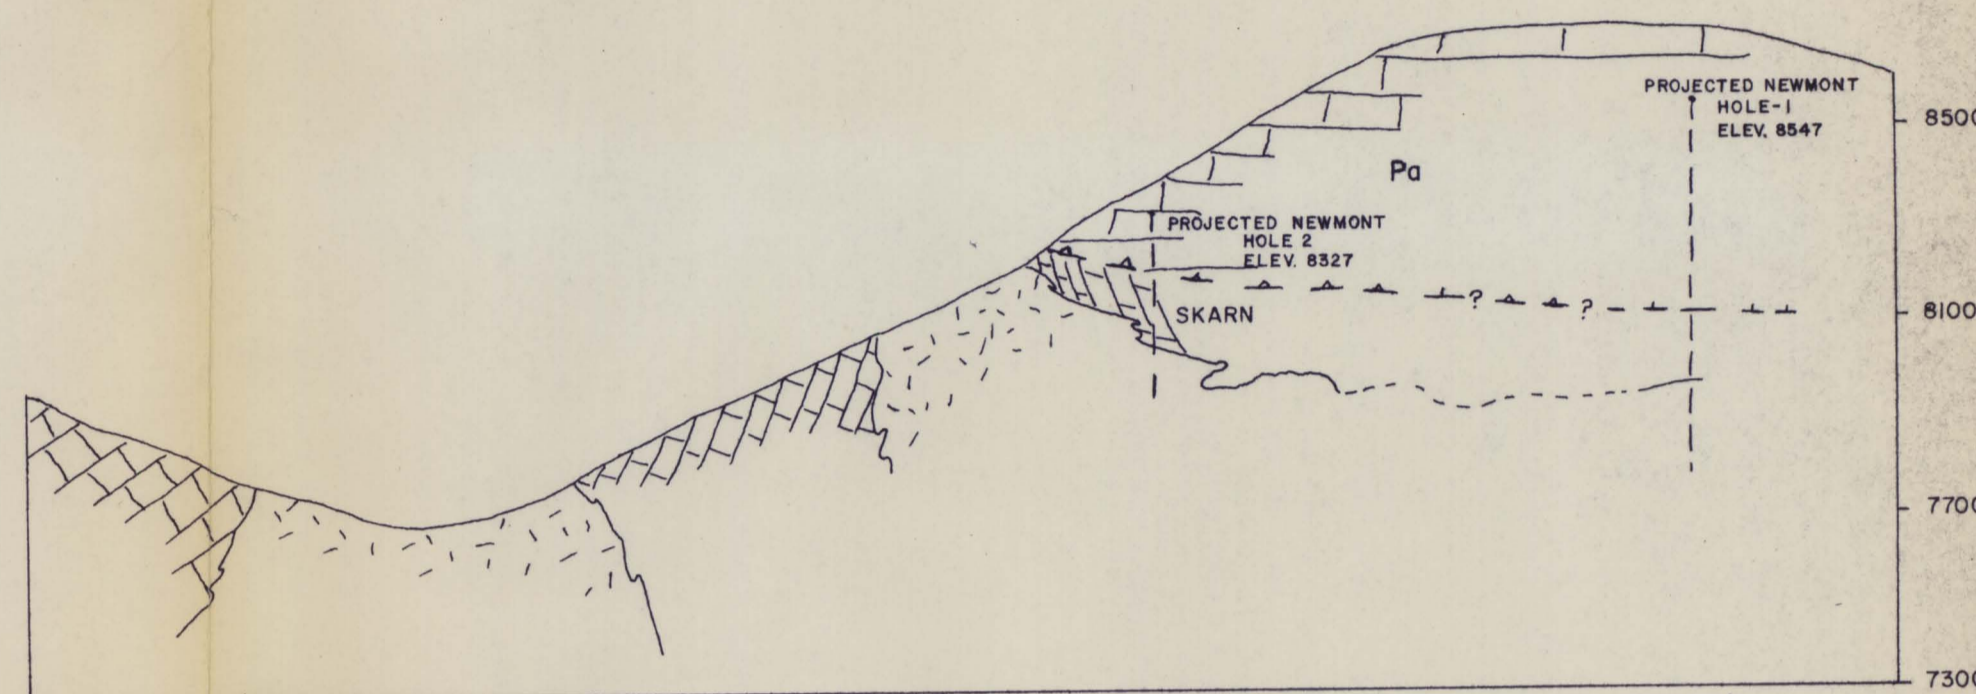 PROJECTED NEWMONT
HOLE-1
ELEV. 8547
8500
Pa
PROJECTED NEWMONT
HOLE 2
ELEV. 8327
SKARN
? ?
8100
7700
7300